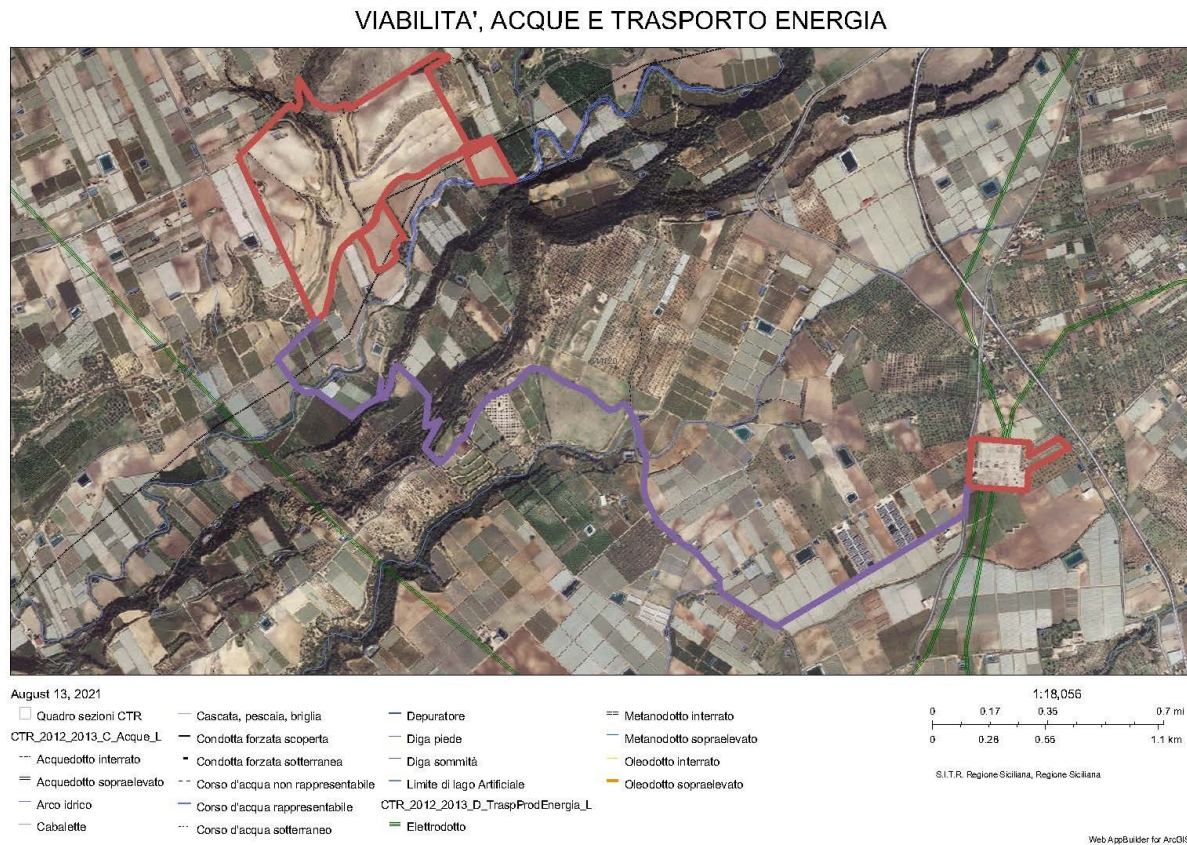 VIABILITA', ACQUE E TRASPORTO ENERGIA
August 13, 2021
Quadro sezioni CTR
CTR_2012_2013_C_Acque_L
Acquedotto interrato
Acquedotto sopraelevato
Arco idrico
Cabalette
Cascata, pescaia, briglia
Condotta forzata scoperta
Condotta forzata sotterranea
Corso d'acqua non rappresentabile
Corso d'acqua rappresentabile
Corso d'acqua sotterraneo
Depuratore
Diga piede
Diga sommità
Limite di lago Artificiale
CTR_2012_2013_D_TraspProdEnergia_L
Elettrodotto
Metanodotto interrato
Metanodotto sopraelevato
Oleodotto interrato
Oleodotto sopraelevato
1:18,056
0 0.17 0.35 0.7 mi
0 0.28 0.55 1.1 km
S.I.T.R. Regione Siciliana, Regione Siciliana
Web AppBuilder for ArcGIS